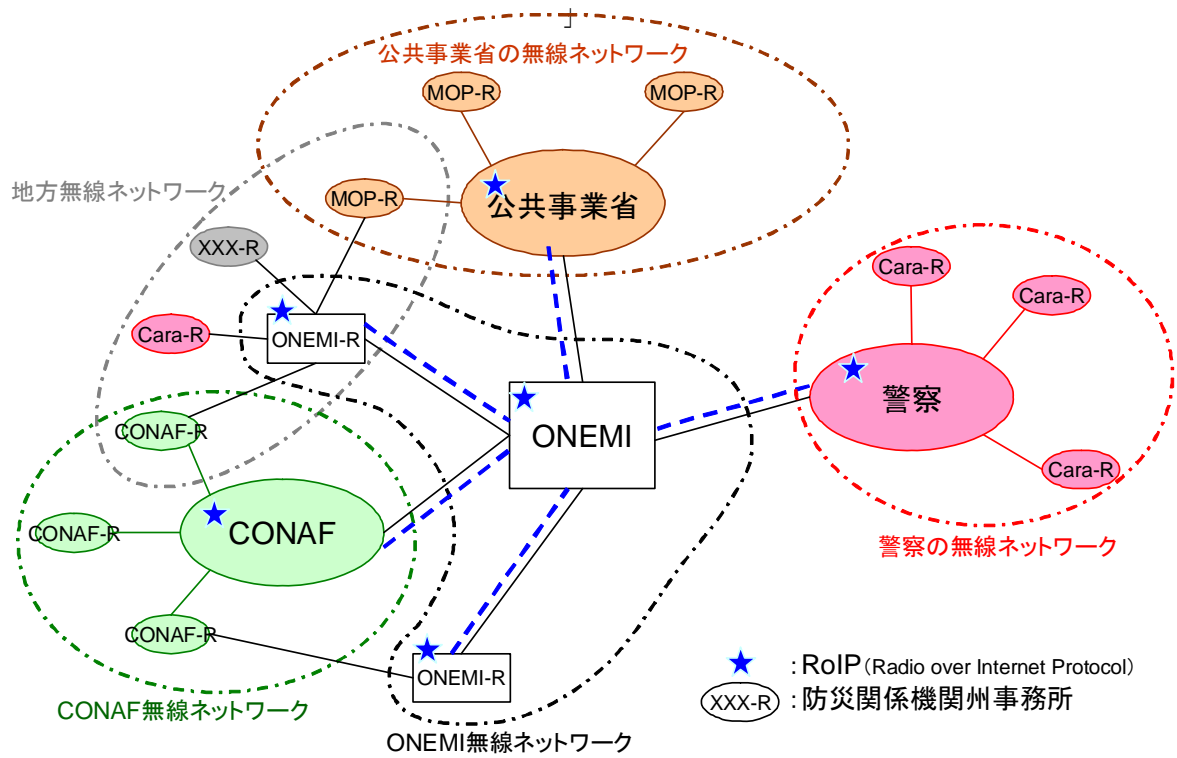 公共事業省の無線ネットワーク
MOP-R
MOP-R
地方無線ネットワーク
MOP-R
公共事業省
XXX-R
Cara-R
Cara-R
Cara-R
ONEMI-R
警察
ONEMI
CONAF-R
Cara-R
CONAF
CONAF-R
警察の無線ネットワーク
CONAF-R
ONEMI-R
:RoIP(Radio over Internet Protocol)
XXX-R:防災関係機関州事務所
CONAF無線ネットワーク
ONEMI無線ネットワーク